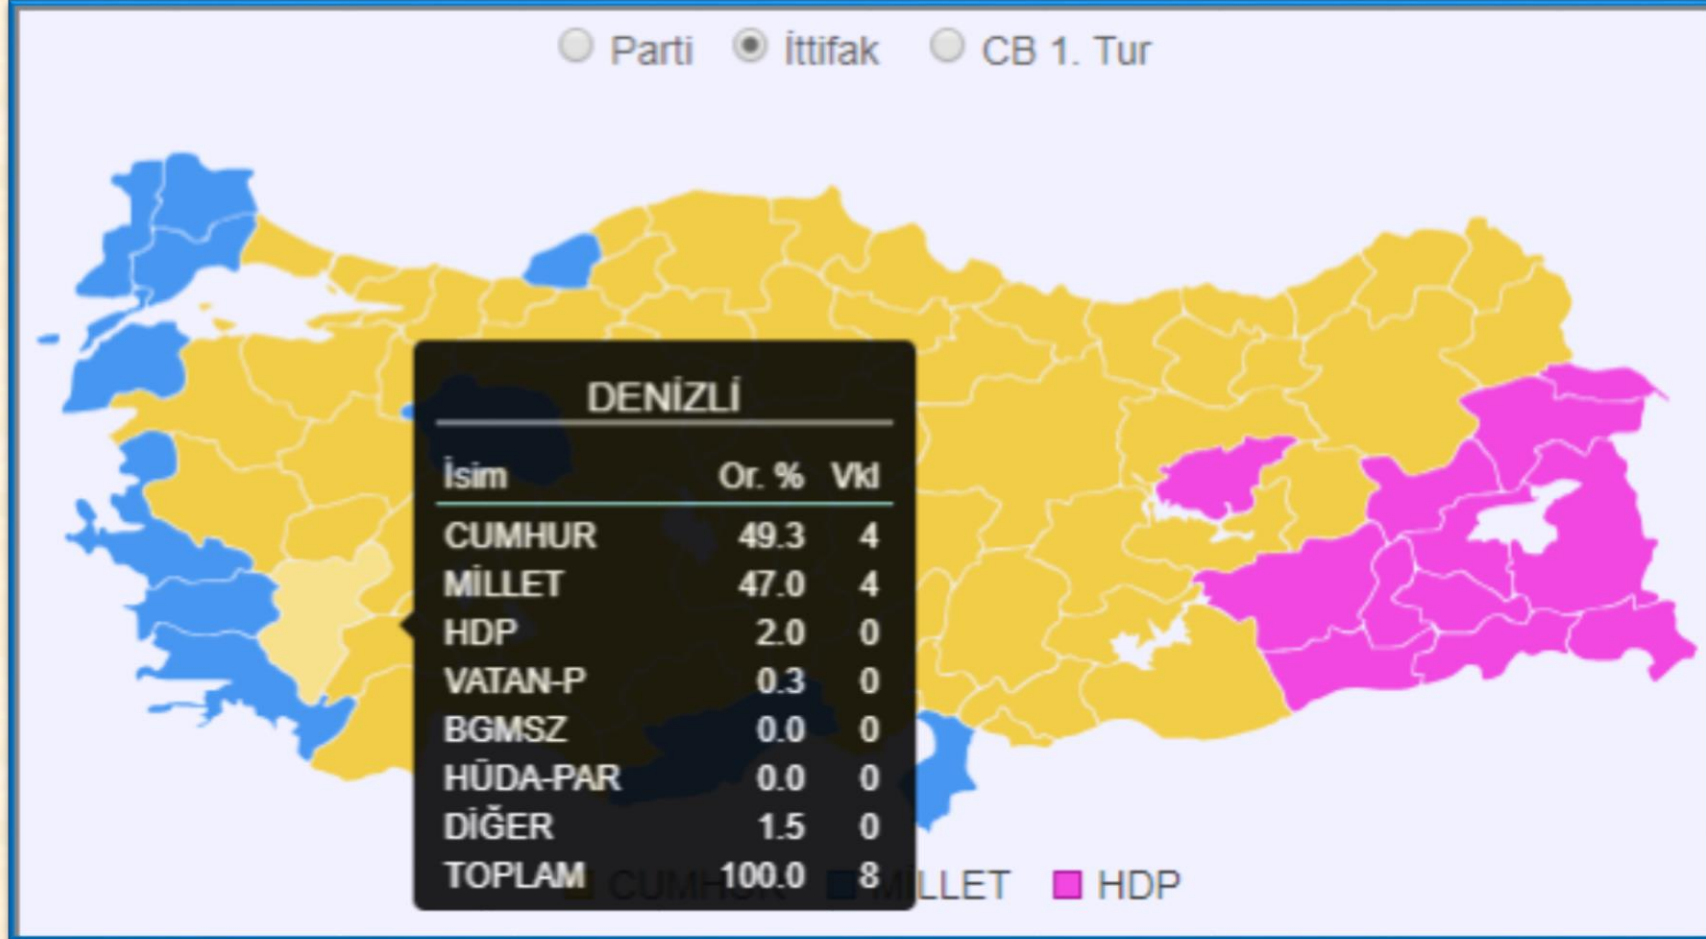 Parti İttifak CB 1. Tur
DENİZLİ
İsim Or. % Vkl
CUMHUR 49.3 4
MİLLET 47.0 4
HDP 2.0 0
VATAN-P 0.3 0
BGMSZ 0.0 0
HÜDA-PAR 0.0 0
DİĞER 1.5 0
TOPLAM 100.0 8
CUMHUR MİLLET HDP